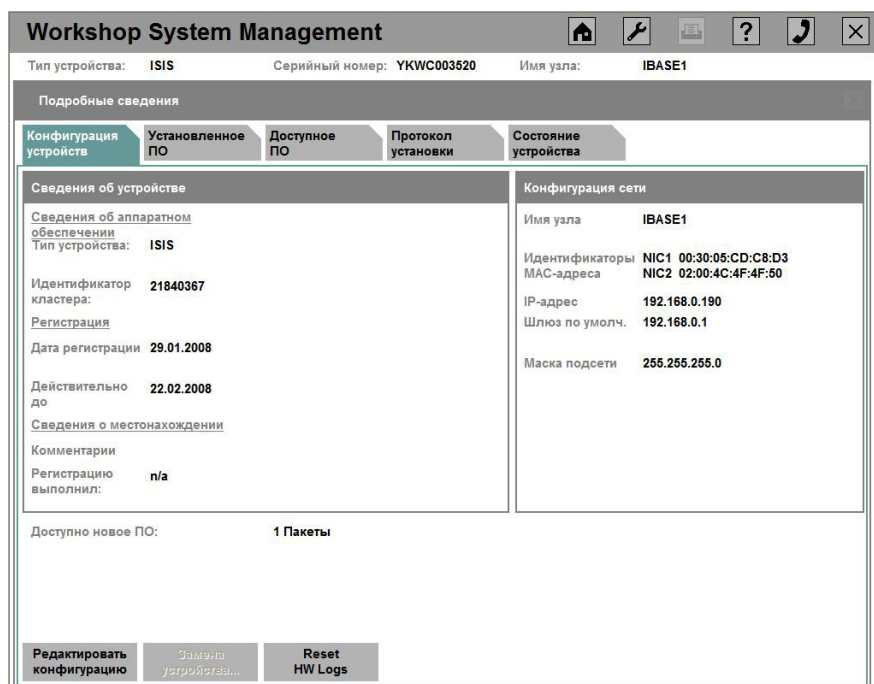 Workshop System Management
Тип устройства: ISIS Серийный номер: YKWC003520 Имя узла: IBASE1
Подробные сведения
Конфигурация устройств
Установленное ПО
Доступное ПО
Протокол установки
Состояние устройства
Сведения об устройстве
Сведения об аппаратном
обеспечении
Тип устройства: ISIS
Идентификатор
кластера: 21840367
Регистрация
Дата регистрации 29.01.2008
Действительно
до 22.02.2008
Сведения о местонахождении
Комментарии
Регистрацию
выполнил: n/a
Конфигурация сети
Имя узла IBASE1
Идентификаторы NIC1 00:30:05:CD:C8:D3
MAC-адреса NIC2 02:00:4C:4F:4F:50
IP-адрес 192.168.0.190
Шлюз по умолч. 192.168.0.1
Маска подсети 255.255.255.0
Доступно новое ПО: 1 Пакеты
Редактировать
конфигурацию
Замена
устройства...
Reset
HW Logs